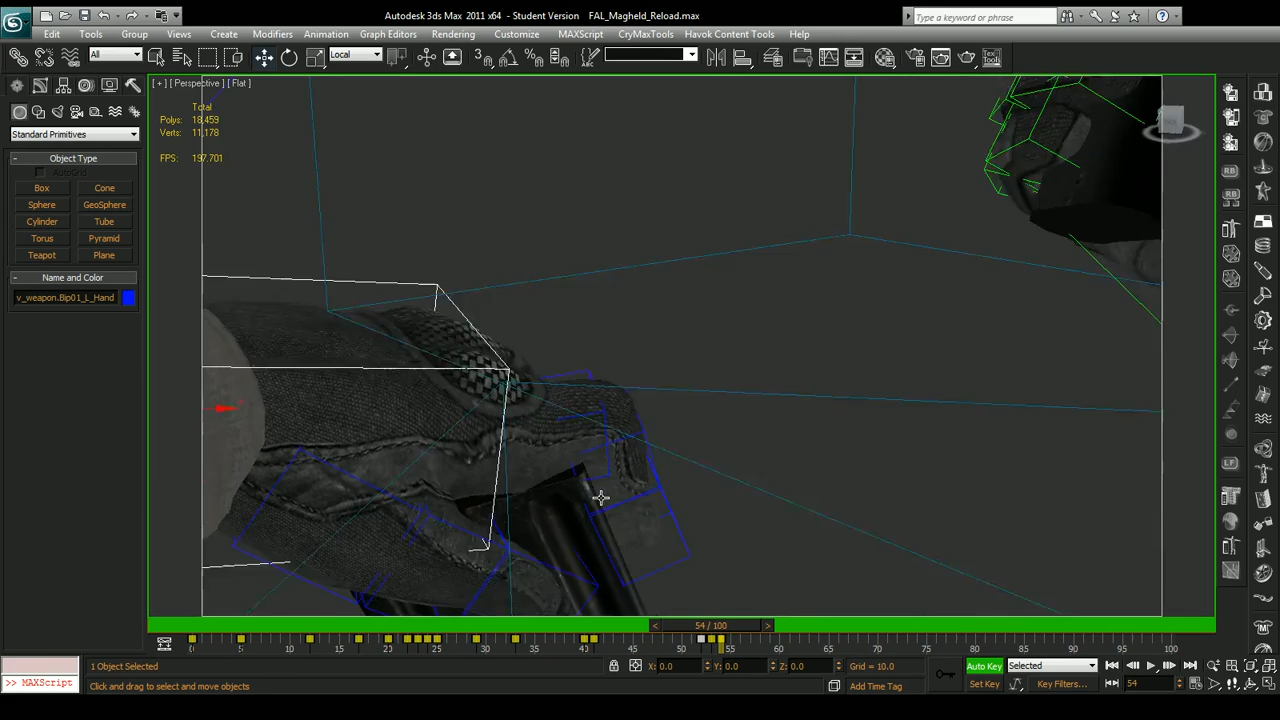 Autodesk 3ds Max 2011 x64 - Student Version FAL_Magheld_Reload.max
Type a keyword or phrase
Edit Tools Group Views Create Modifiers Animation Graph Editors Rendering Customize MAXScript CryMaxTools Havok Content Tools Help
All Local Tex Tools
[ + ] [ Perspective ] [ Flat ]
Total
Polys: 18,459
Verts: 11,178
FPS: 197.701
Standard Primitives
- Object Type
AutoGrid
Box Cone
Sphere GeoSphere
Cylinder Tube
Torus Pyramid
Teapot Plane
- Name and Color
v_weapon.Bip01_L_Hand
RB
RB
LF
< 54 / 100 >
0 5 10 15 20 25 30 35 40 45 50 55 60 65 70 75 80 85 90 95 100
1 Object Selected X: 0.0 Y: 0.0 Z: 0.0 Grid = 10.0 Auto Key Selected
>> MAXScript Click and drag to select and move objects Add Time Tag Set Key Key Filters... 54